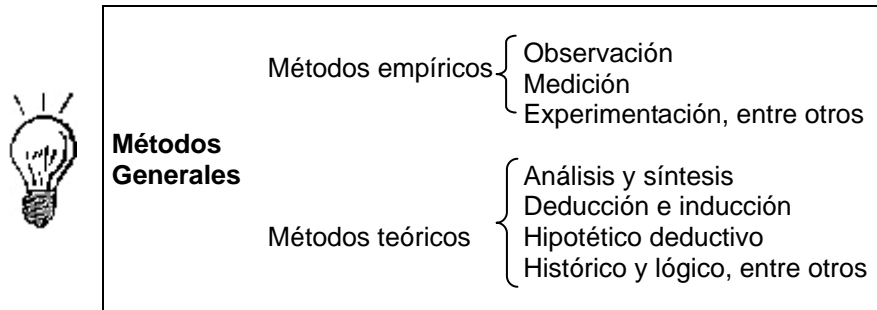 Métodos empíricos
Observación
Medición
Experimentación, entre otros
Métodos
Generales
Métodos teóricos
Análisis y síntesis
Deducción e inducción
Hipotético deductivo
Histórico y lógico, entre otros